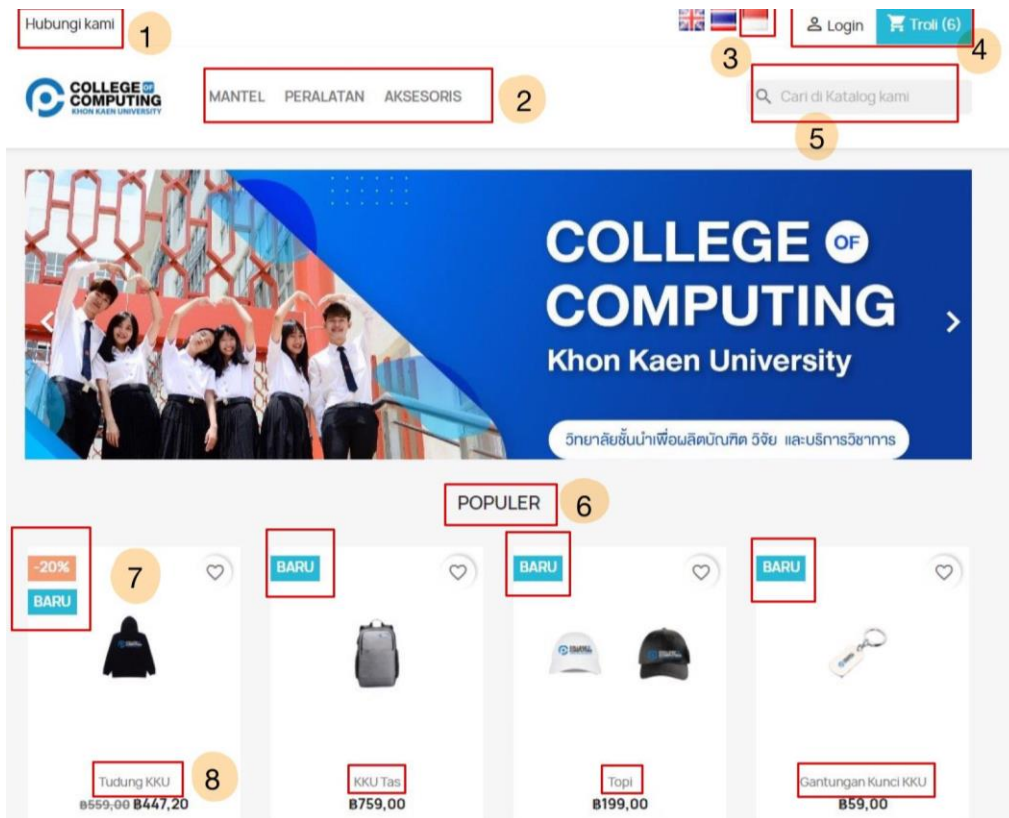 Hubungi kami
1
3
Login
Troli (6)
4
COLLEGE OF
COMPUTING
KHON KAEN UNIVERSITY
MANTEL PERALATAN AKSESORIS
2
Cari di Katalog kami
5
COLLEGE OF
COMPUTING
Khon Kaen University
วิทยาลัยชั้นนำเพื่อผลิตบัณฑิต วิจัย และบริการวิชาการ
POPULER
6
-20%
BARU
7
BARU
BARU
BARU
Tudung KKU
8
฿559,00 ฿447,20
KKU Tas
฿759,00
Topi
฿199,00
Gantungan Kunci KKU
฿59,00